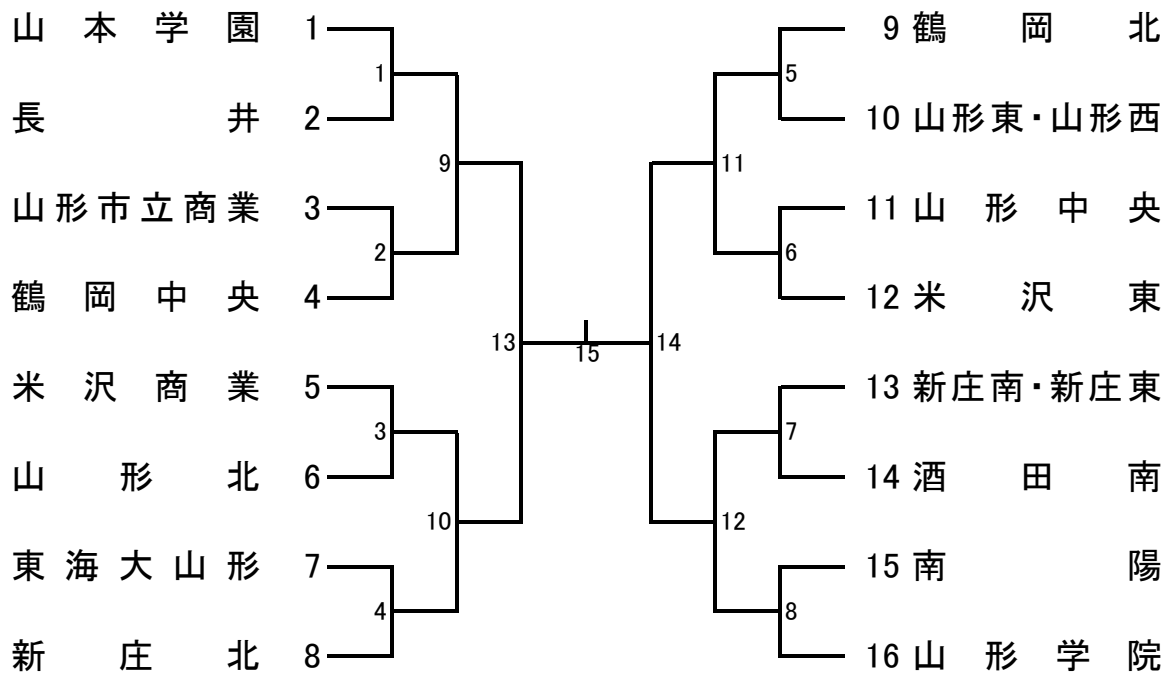 山本学園 1
長井 2
山形市立商業 3
鶴岡中央 4
米沢商業 5
山形北 6
東海大山形 7
新庄北 8
1
2
3
4
9
10
13
15
14
11
12
5
6
7
8
9 鶴岡北
10 山形東・山形西
11 山形中央
12 米沢東
13 新庄南・新庄東
14 酒田南
15 南陽
16 山形学院